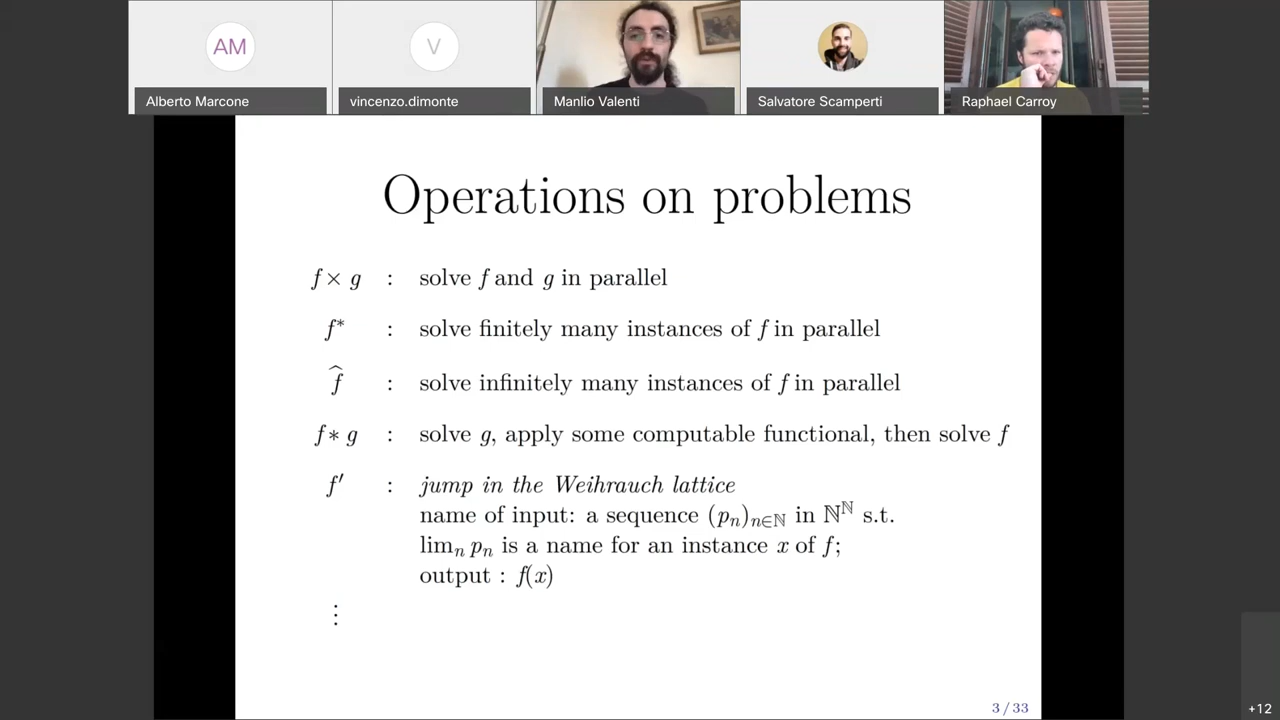 AM
V
Alberto Marcone
vincenzo.dimonte
Manlio Valenti
Salvatore Scamperti
Raphael Carroy
Operations on problems
f × g : solve f and g in parallel
f* : solve finitely many instances of f in parallel
f̂ : solve infinitely many instances of f in parallel
f ∗ g : solve g, apply some computable functional, then solve f
f′ : jump in the Weihrauch lattice
name of input: a sequence (pₙ)ₙ∈ℕ in ℕ^ℕ s.t.
limₙ pₙ is a name for an instance x of f;
output : f(x)
⋮
3 / 33
+12